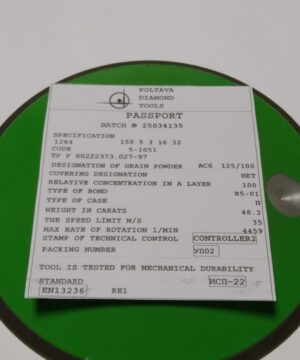 POLTAVA
DIAMOND
TOOLS
PASSPORT
BATCH № 25034135
SPECIFICATION
12R4 150 5 3 16 32
CODE 5-1051
ТУ У 00222373.027-97
DESIGNATION OF GRAIN POWDER AC6 125/100
COVERING DESIGNATION HET
RELATIVE CONCENTRATION IN A LAYER 100
TYPE OF BOND B5-01
TYPE OF CASE П
WEIGHT IN CARATS 48.2
THE SPEED LIMIT M/S 35
MAX RATE OF ROTATION 1/MIN 4459
STAMP OF TECHNICAL CONTROL CONTROLLER2
PACKING NUMBER УП02
TOOL IS TESTED FOR MECHANICAL DURABILITY
STANDARD ИСП-22
EN13236 RE1